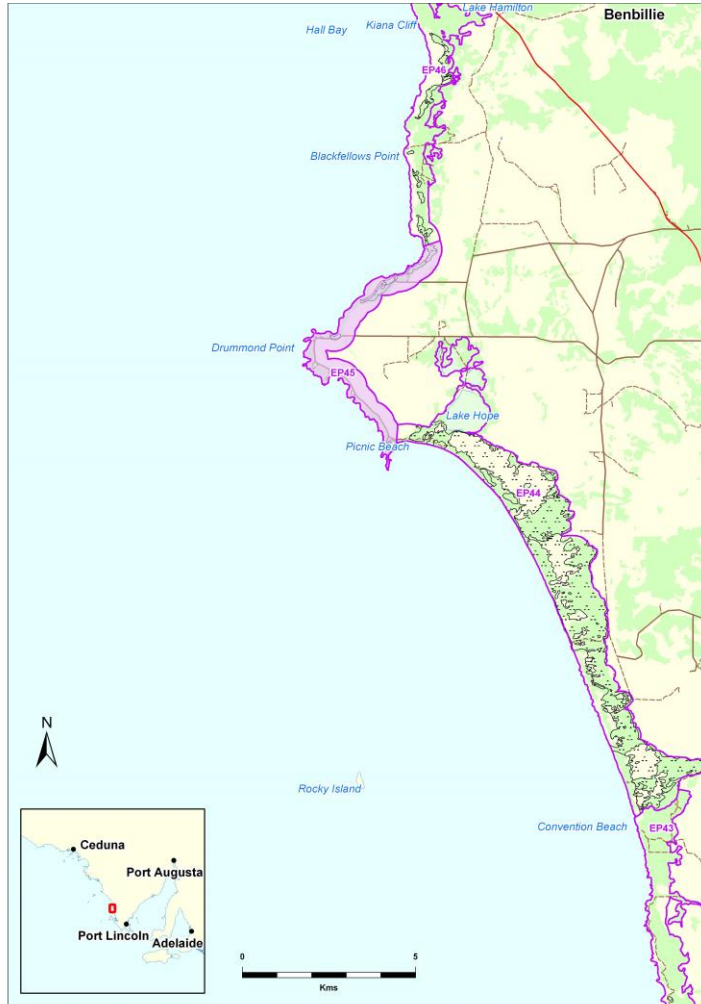 Lake Hamilton
Kiana Cliff
Benbillie
Hall Bay
EP46
Blackfellows Point
Drummond Point
EP45
Lake Hope
Picnic Beach
EP44
N
Rocky Island
Convention Beach
EP43
Ceduna
Port Augusta
Port Lincoln
Adelaide
0 5
Kms